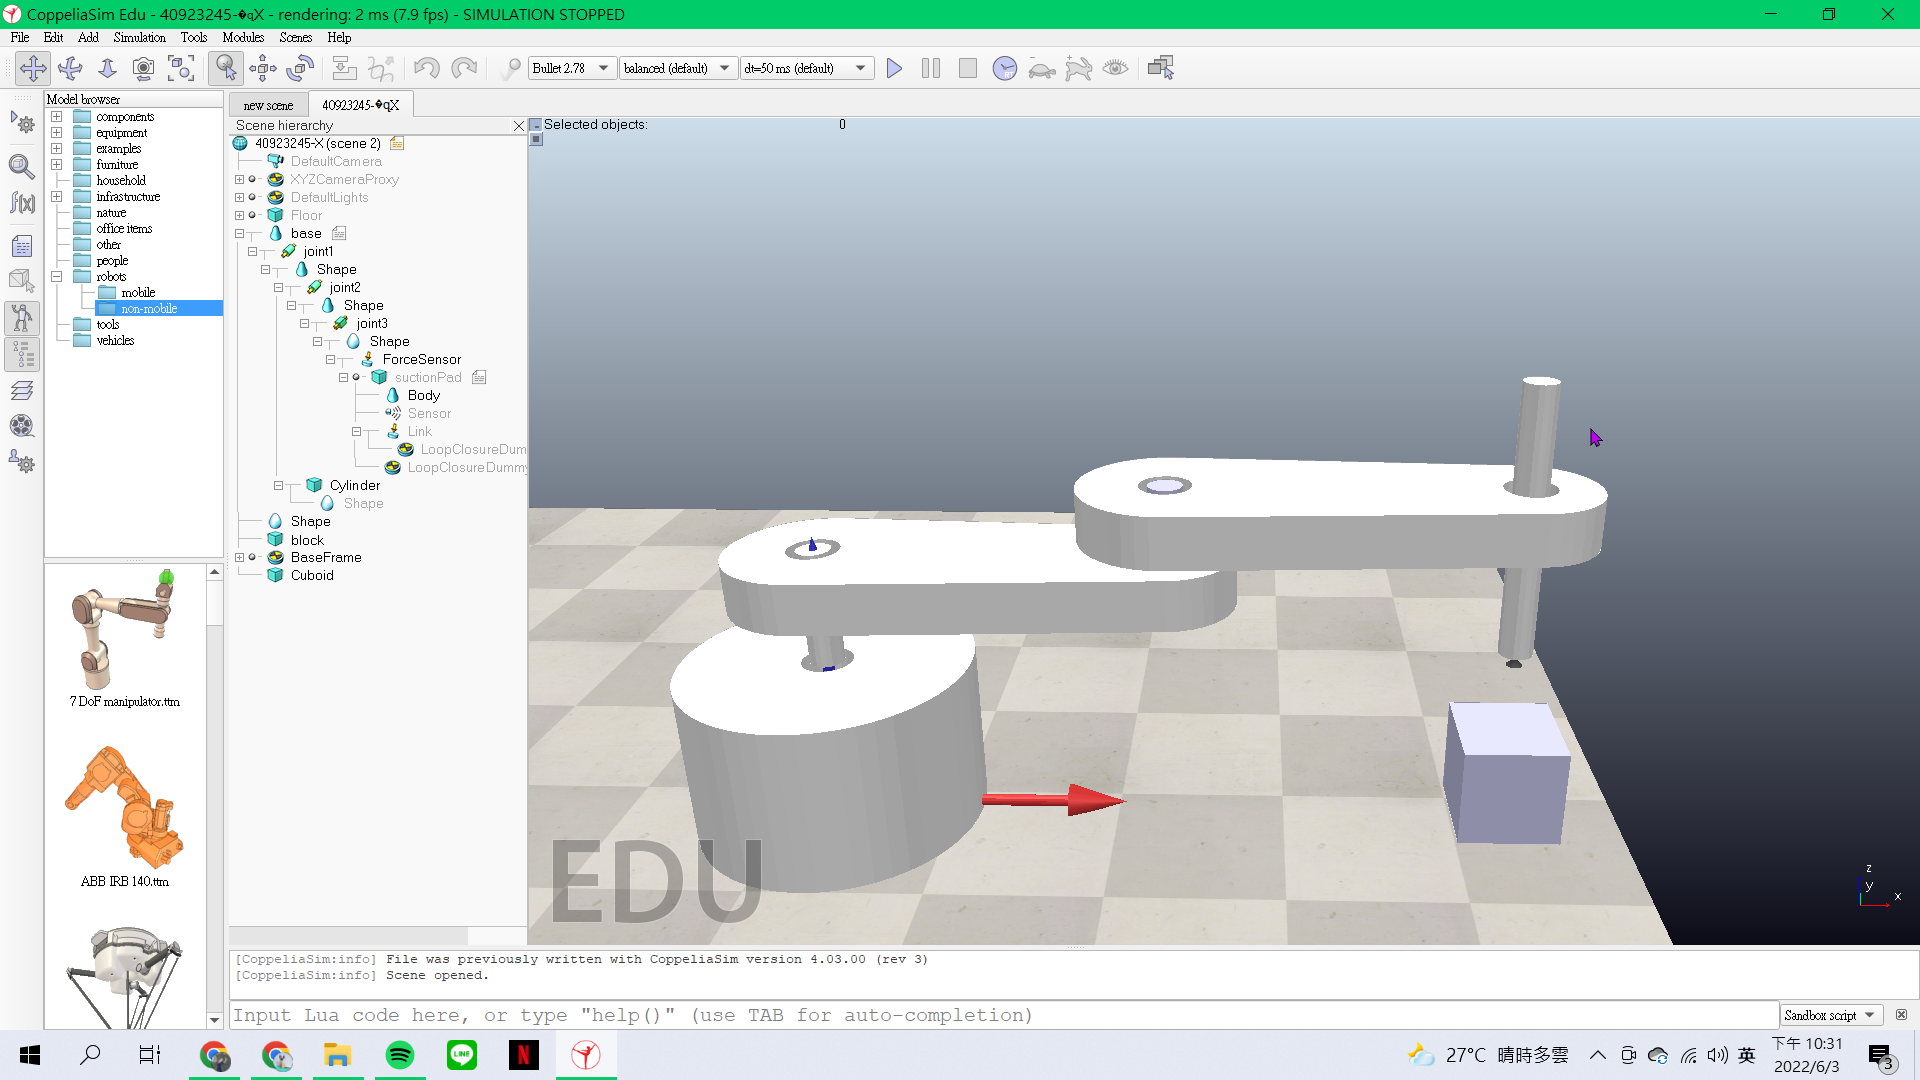 CoppeliaSim Edu - 40923245-�qX - rendering: 2 ms (7.9 fps) - SIMULATION STOPPED
File Edit Add Simulation Tools Modules Scenes Help
Bullet 2.78 balanced (default) dt=50 ms (default)
RT
Model browser
components
equipment
examples
furniture
household
infrastructure
nature
office items
other
people
robots
mobile
non-mobile
tools
vehicles
7 DoF manipulator.ttm
ABB IRB 140.ttm
f(x)
new scene 40923245-�qX
Scene hierarchy
40923245-X (scene 2)
DefaultCamera
XYZCameraProxy
DefaultLights
Floor
base
joint1
Shape
joint2
Shape
joint3
Shape
ForceSensor
suctionPad
Body
Sensor
Link
LoopClosureDum
LoopClosureDummy
Cylinder
Shape
Shape
block
BaseFrame
Cuboid
Selected objects: 0
EDU
z
y
x
[CoppeliaSim:info] File was previously written with CoppeliaSim version 4.03.00 (rev 3)
[CoppeliaSim:info] Scene opened.
Input Lua code here, or type "help()" (use TAB for auto-completion)
Sandbox script
LINE
N
27°C 晴時多雲
英
下午 10:31
2022/6/3
3